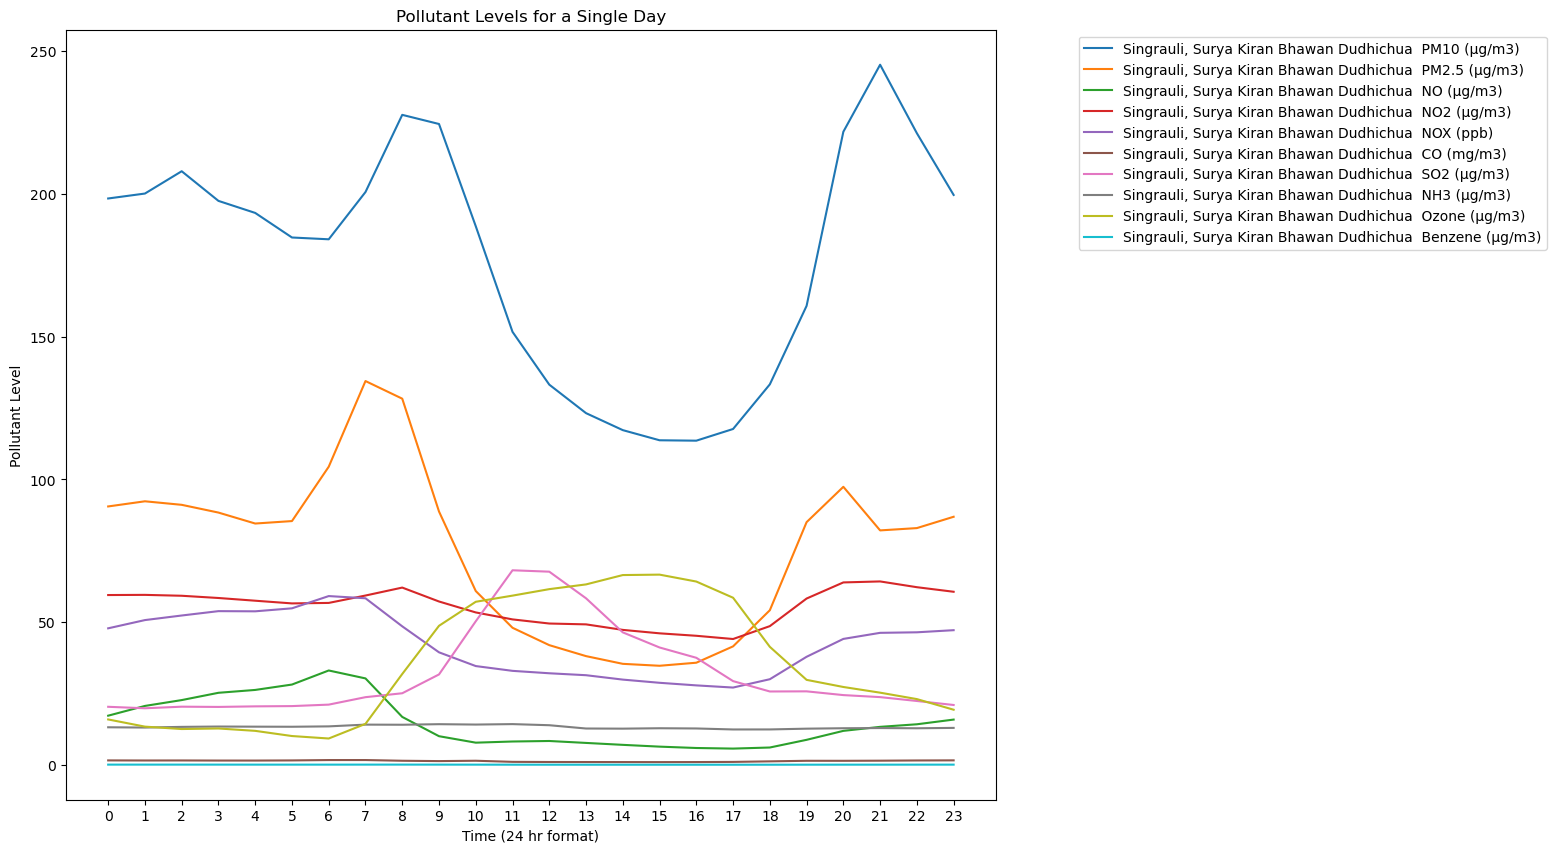 Pollutant Levels for a Single Day
250
200
150
100
50
0
Pollutant Level
0 1 2 3 4 5 6 7 8 9 10 11 12 13 14 15 16 17 18 19 20 21 22 23
Time (24 hr format)
Singrauli, Surya Kiran Bhawan Dudhichua  PM10 (µg/m3)
Singrauli, Surya Kiran Bhawan Dudhichua  PM2.5 (µg/m3)
Singrauli, Surya Kiran Bhawan Dudhichua  NO (µg/m3)
Singrauli, Surya Kiran Bhawan Dudhichua  NO2 (µg/m3)
Singrauli, Surya Kiran Bhawan Dudhichua  NOX (ppb)
Singrauli, Surya Kiran Bhawan Dudhichua  CO (mg/m3)
Singrauli, Surya Kiran Bhawan Dudhichua  SO2 (µg/m3)
Singrauli, Surya Kiran Bhawan Dudhichua  NH3 (µg/m3)
Singrauli, Surya Kiran Bhawan Dudhichua  Ozone (µg/m3)
Singrauli, Surya Kiran Bhawan Dudhichua  Benzene (µg/m3)